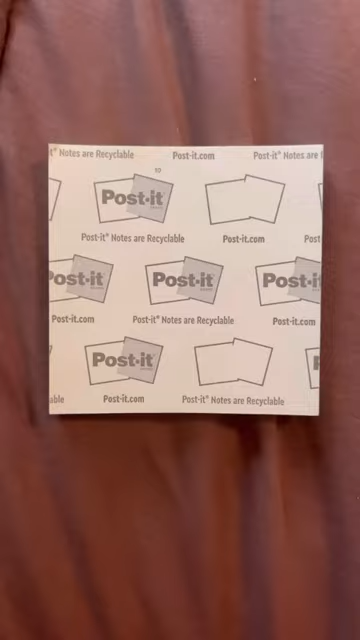 t® Notes are Recyclable Post-it.com Post-it® Notes are R
10
Post-it
Post-it® Notes are Recyclable Post-it.com Post
Post-it Post-it Post-it
Post-it.com Post-it® Notes are Recyclable Post-it.com
Post-it
able Post-it.com Post-it® Notes are Recyclable